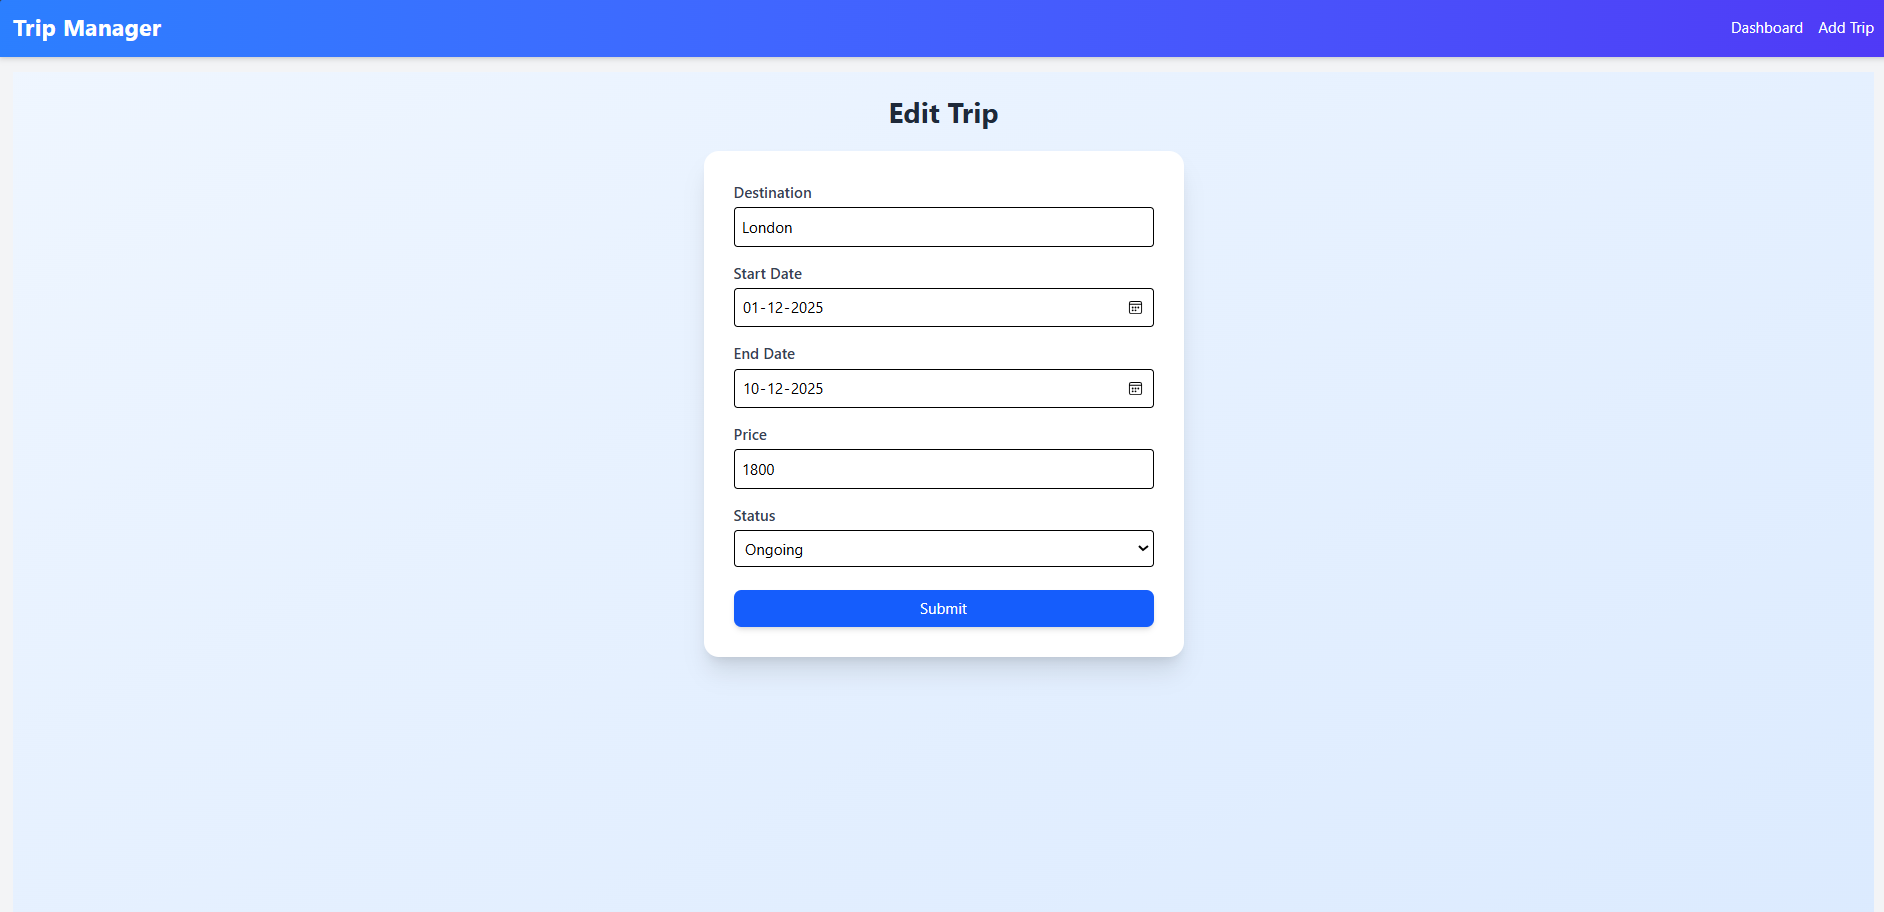 Trip Manager
Dashboard Add Trip
Edit Trip
Destination
London
Start Date
01-12-2025
End Date
10-12-2025
Price
1800
Status
Ongoing
Submit